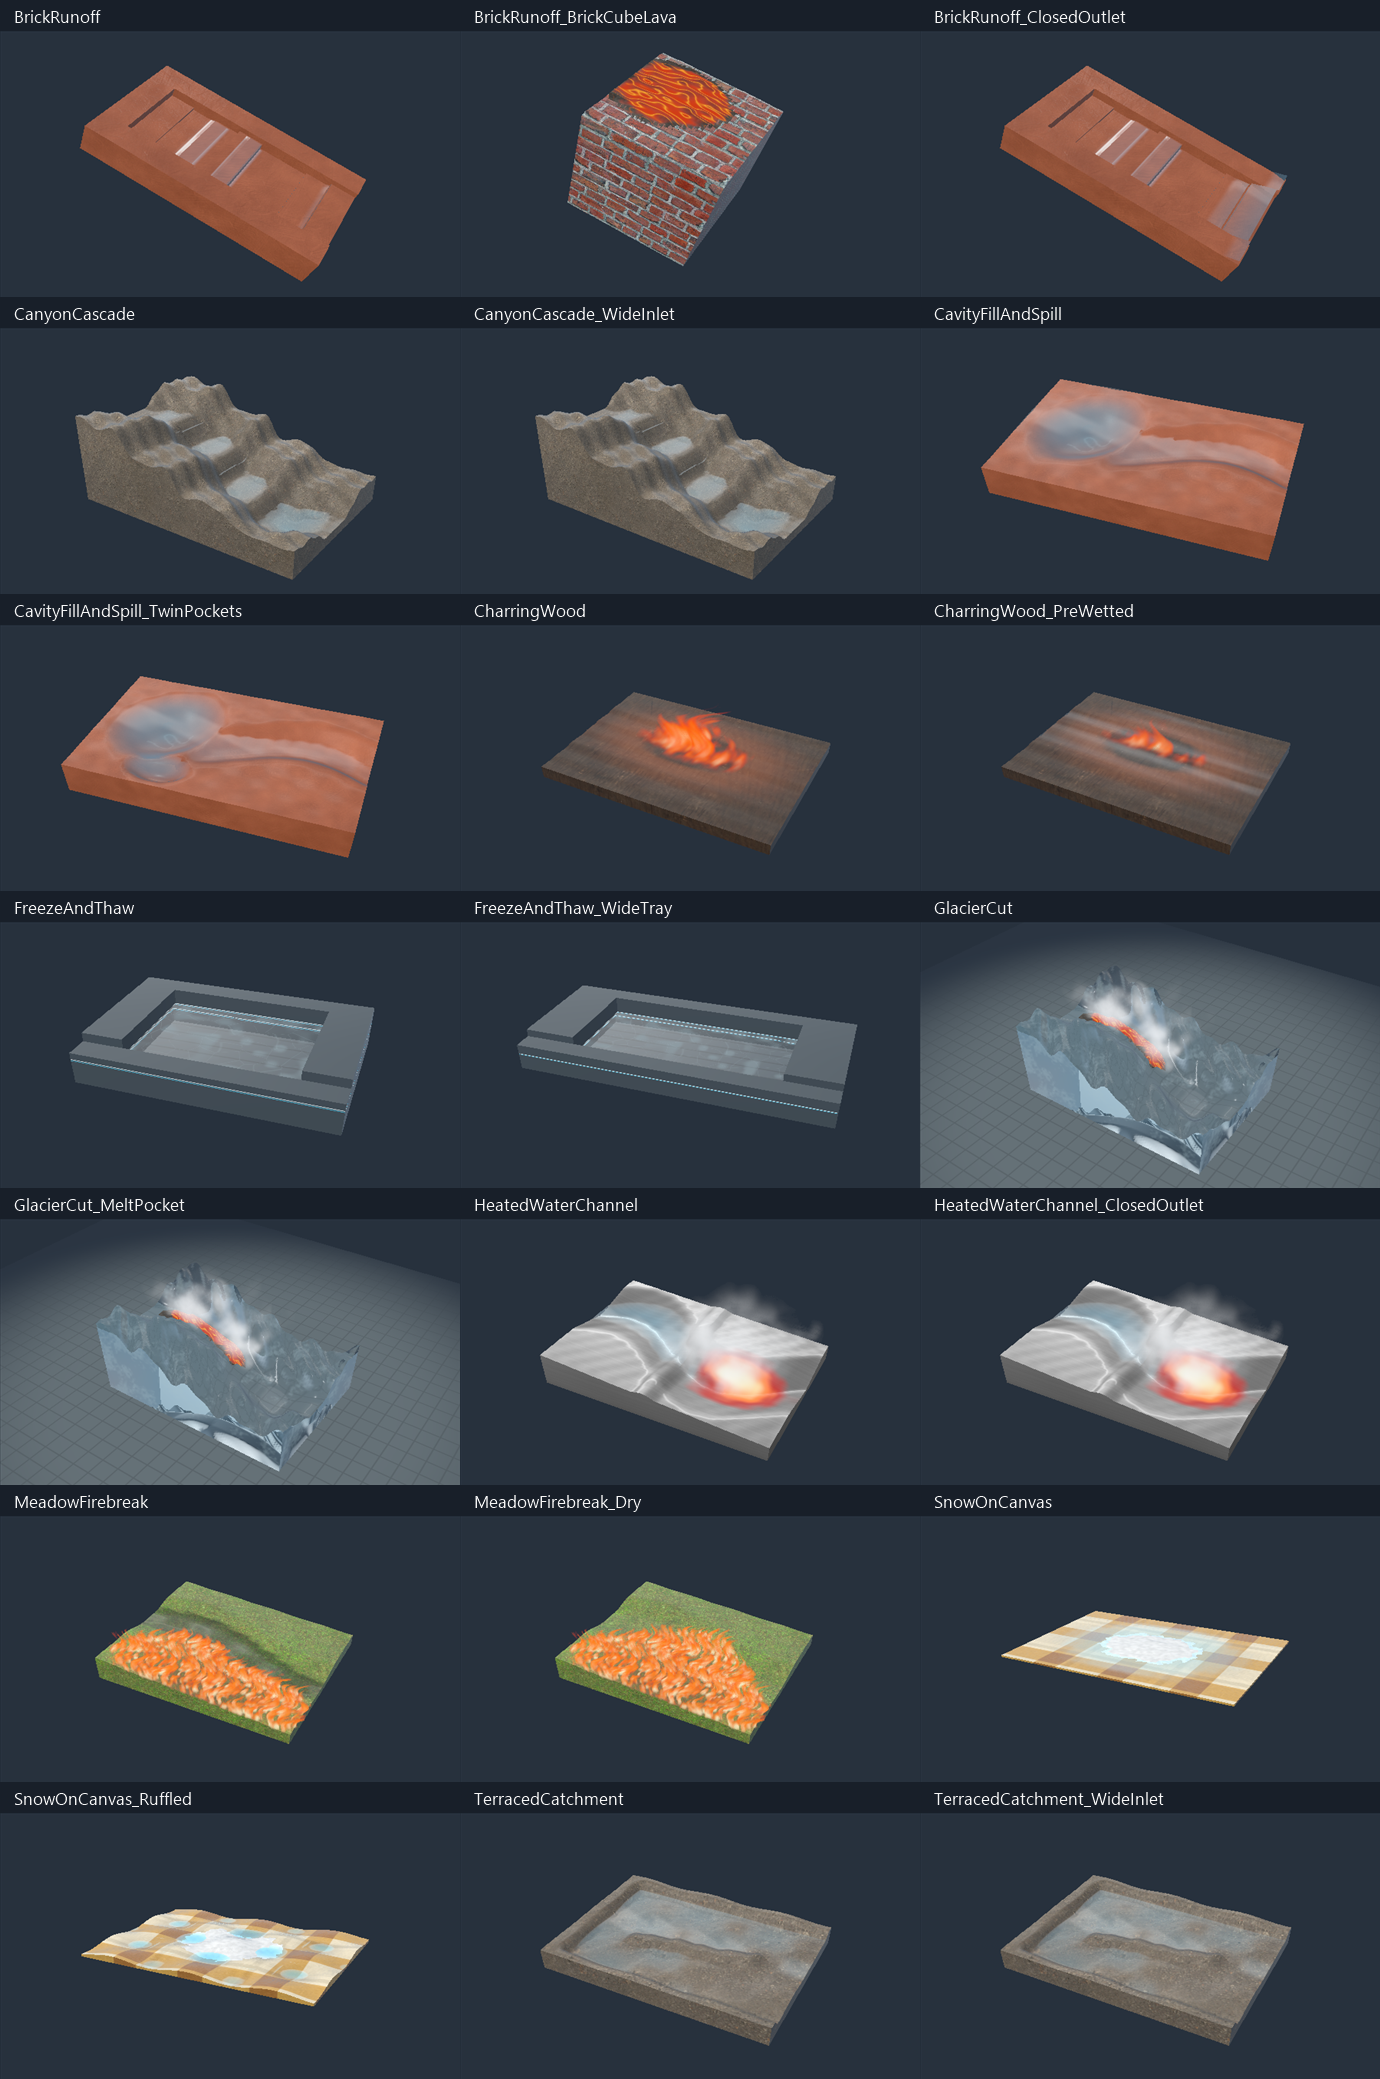 BrickRunoff
BrickRunoff_BrickCubeLava
BrickRunoff_ClosedOutlet
CanyonCascade
CanyonCascade_WideInlet
CavityFillAndSpill
CavityFillAndSpill_TwinPockets
CharringWood
CharringWood_PreWetted
FreezeAndThaw
FreezeAndThaw_WideTray
GlacierCut
GlacierCut_MeltPocket
HeatedWaterChannel
HeatedWaterChannel_ClosedOutlet
MeadowFirebreak
MeadowFirebreak_Dry
SnowOnCanvas
SnowOnCanvas_Ruffled
TerracedCatchment
TerracedCatchment_WideInlet